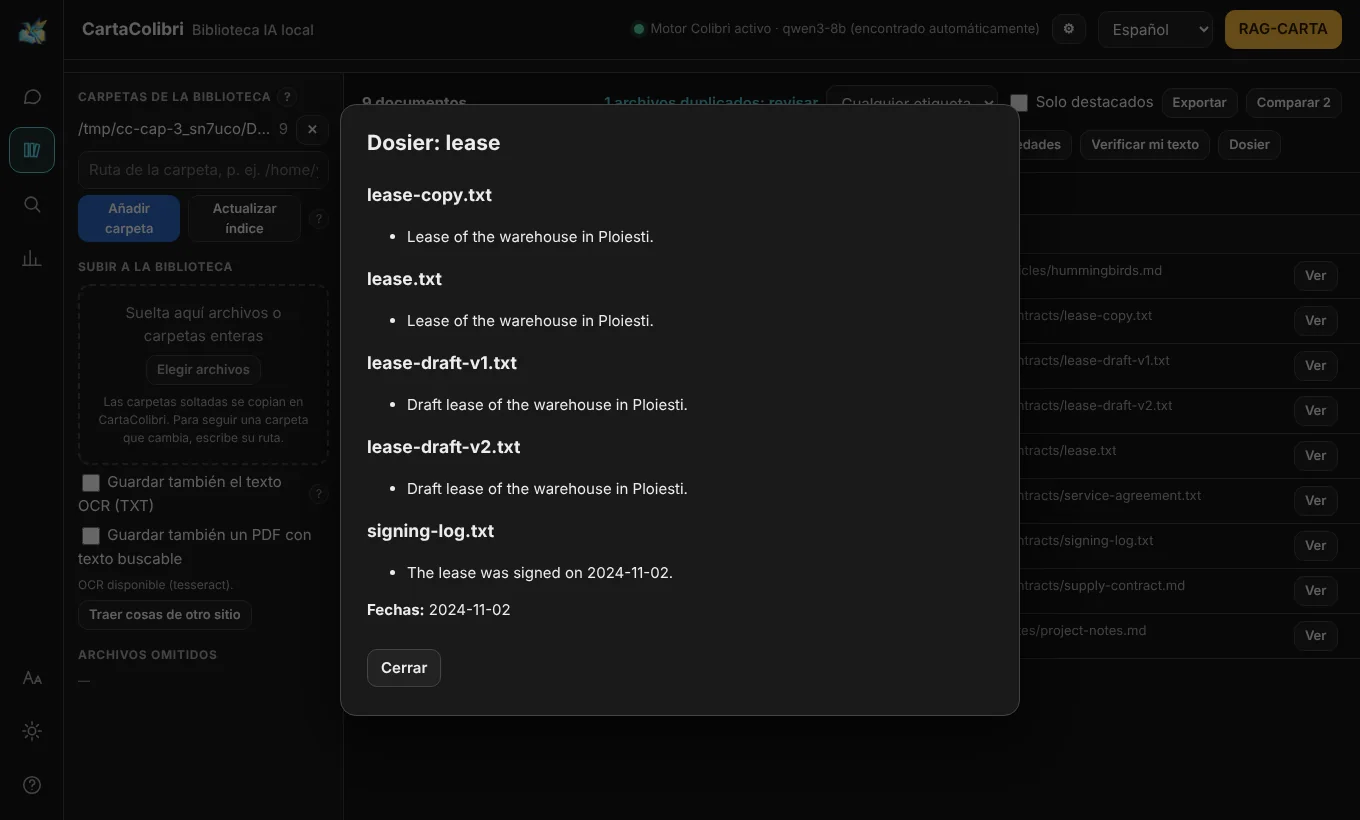 CartaColibri Biblioteca IA local
Motor Colibri activo · qwen3-8b (encontrado automáticamente)
Español
RAG-CARTA
CARPETAS DE LA BIBLIOTECA ?
/tmp/cc-cap-3_sn7uco/D... 9 ✕
Ruta de la carpeta, p. ej. /home/
Añadir carpeta
Actualizar índice
?
SUBIR A LA BIBLIOTECA
Suelta aquí archivos o
carpetas enteras
Elegir archivos
Las carpetas soltadas se copian en
CartaColibri. Para seguir una carpeta
que cambia, escribe su ruta.
Guardar también el texto
OCR (TXT)
?
Guardar también un PDF con
texto buscable
OCR disponible (tesseract).
Traer cosas de otro sitio
ARCHIVOS OMITIDOS
—
9 documentos
1 archivos duplicados: revisar
Cualquier etiqueta
Solo destacados
Exportar
Comparar 2
edades
Verificar mi texto
Dosier
Dosier: lease
lease-copy.txt
• Lease of the warehouse in Ploiesti.
lease.txt
• Lease of the warehouse in Ploiesti.
lease-draft-v1.txt
• Draft lease of the warehouse in Ploiesti.
lease-draft-v2.txt
• Draft lease of the warehouse in Ploiesti.
signing-log.txt
• The lease was signed on 2024-11-02.
Fechas: 2024-11-02
Cerrar
cles/hummingbirds.md Ver
ntracts/lease-copy.txt Ver
ntracts/lease-draft-v1.txt Ver
ntracts/lease-draft-v2.txt Ver
ntracts/lease.txt Ver
ntracts/service-agreement.txt Ver
ntracts/signing-log.txt Ver
ntracts/supply-contract.md Ver
es/project-notes.md Ver